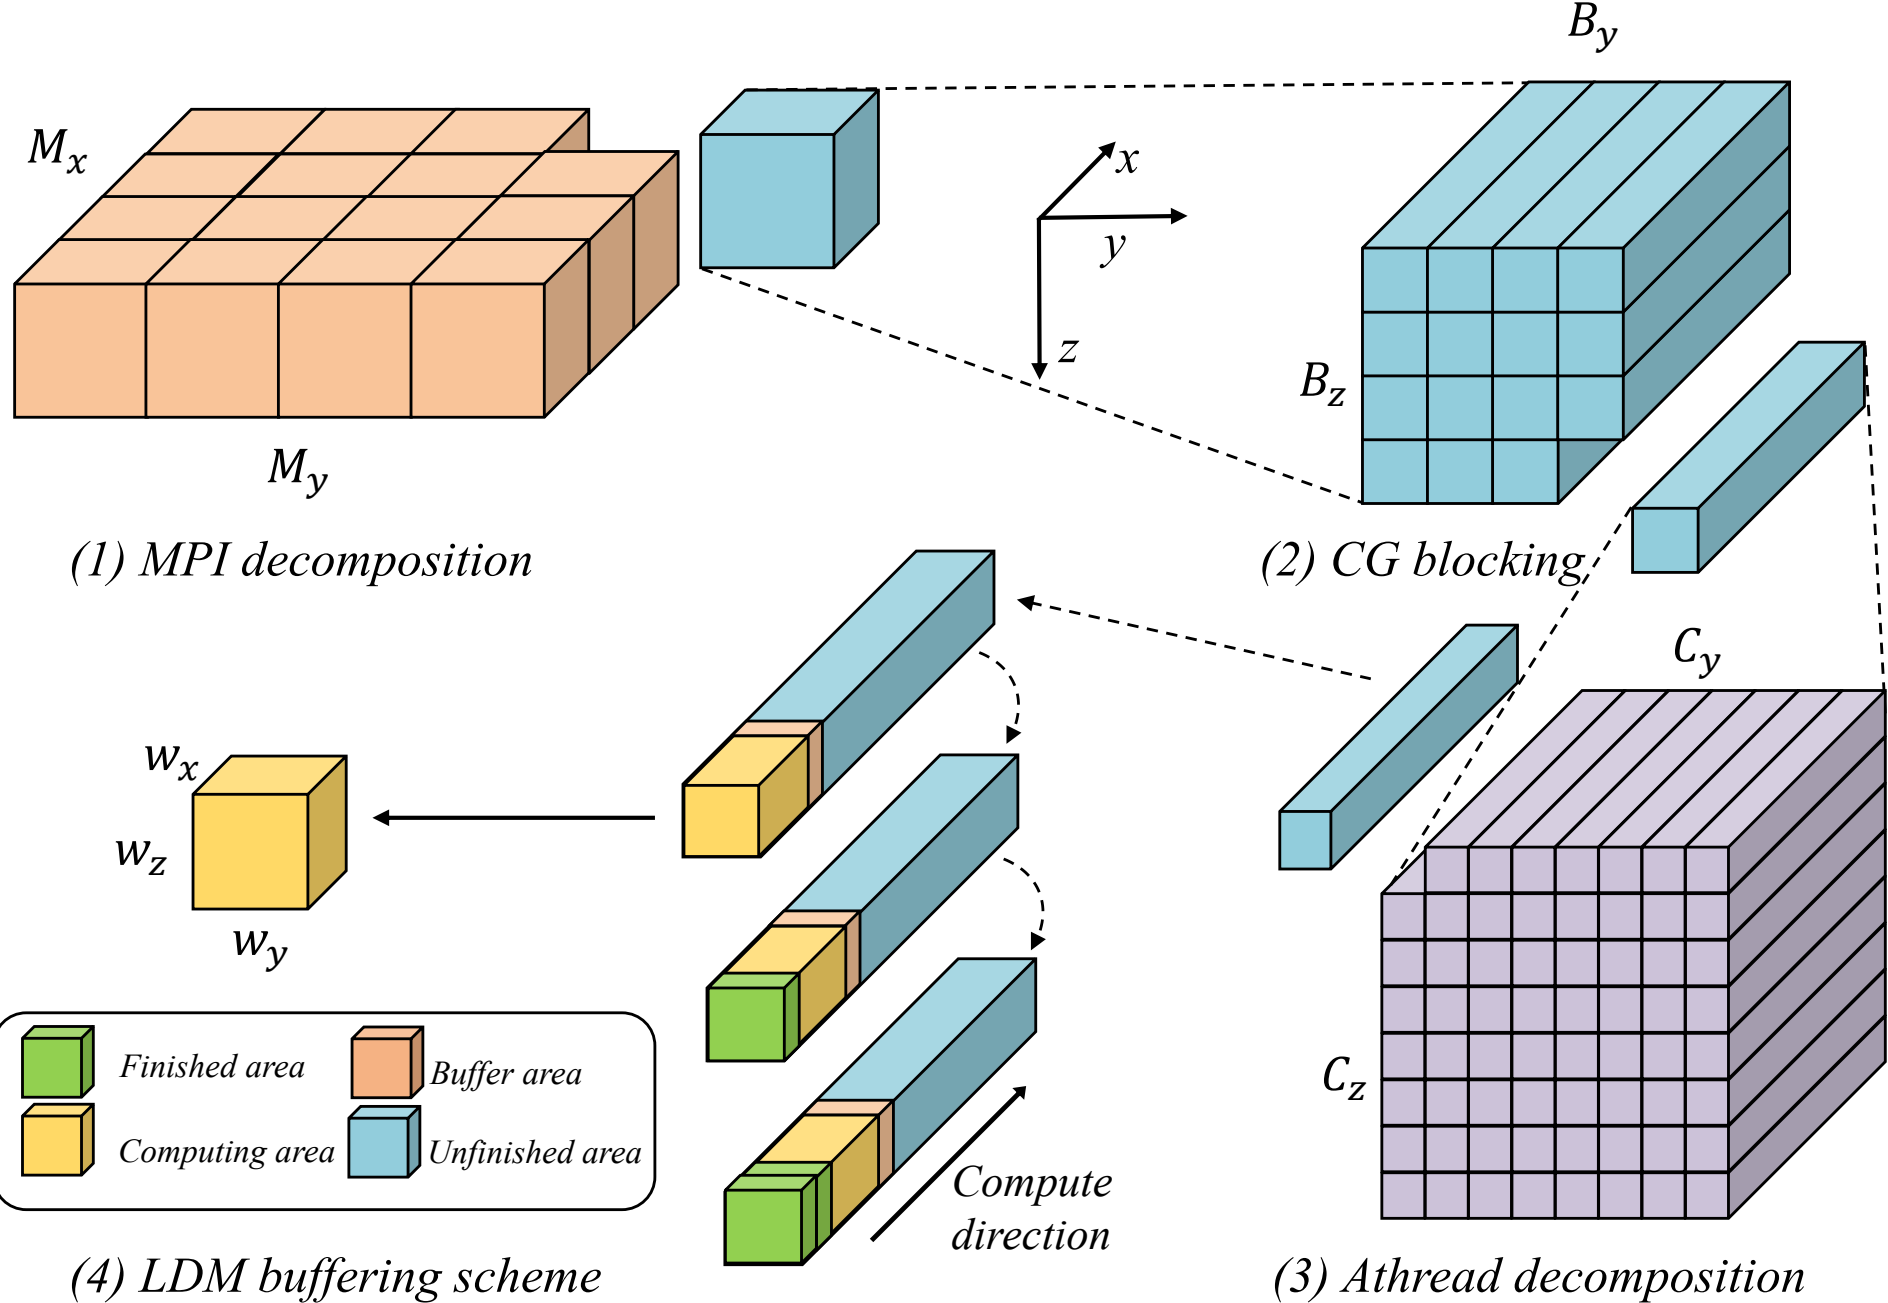 B_y
M_x
x
y
z
B_z
M_y
(1) MPI decomposition
(2) CG blocking
C_y
w_x
w_z
w_y
C_z
Finished area
Buffer area
Computing area
Unfinished area
Compute
direction
(4) LDM buffering scheme
(3) Athread decomposition